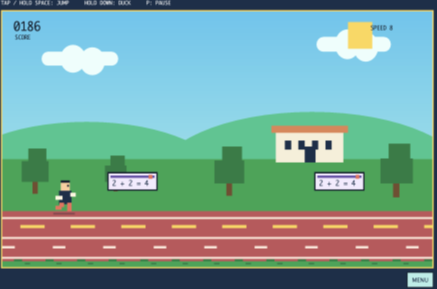 TAP / HOLD SPACE: JUMP HOLD DOWN: DUCK P: PAUSE
0186
SCORE
SPEED 8
2 + 2 = 4
2 + 2 = 4
MENU